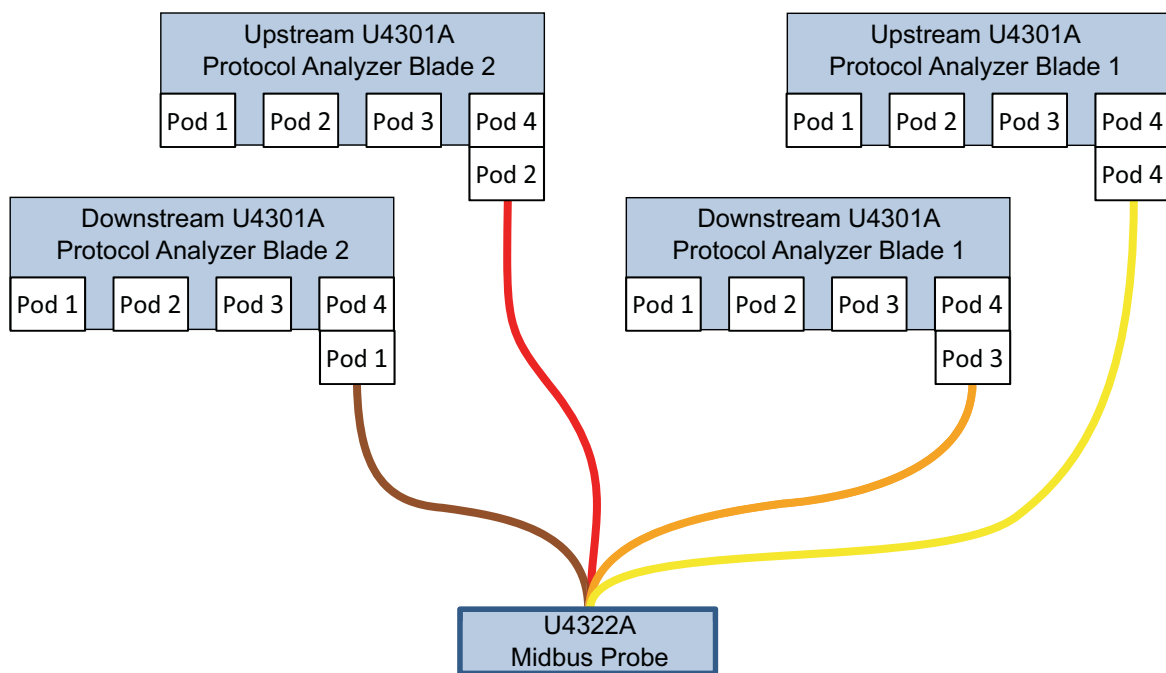 Upstream U4301A
Protocol Analyzer Blade 2
Pod 1 Pod 2 Pod 3 Pod 4
Pod 2
Upstream U4301A
Protocol Analyzer Blade 1
Pod 1 Pod 2 Pod 3 Pod 4
Pod 4
Downstream U4301A
Protocol Analyzer Blade 2
Pod 1 Pod 2 Pod 3 Pod 4
Pod 1
Downstream U4301A
Protocol Analyzer Blade 1
Pod 1 Pod 2 Pod 3 Pod 4
Pod 3
U4322A
Midbus Probe